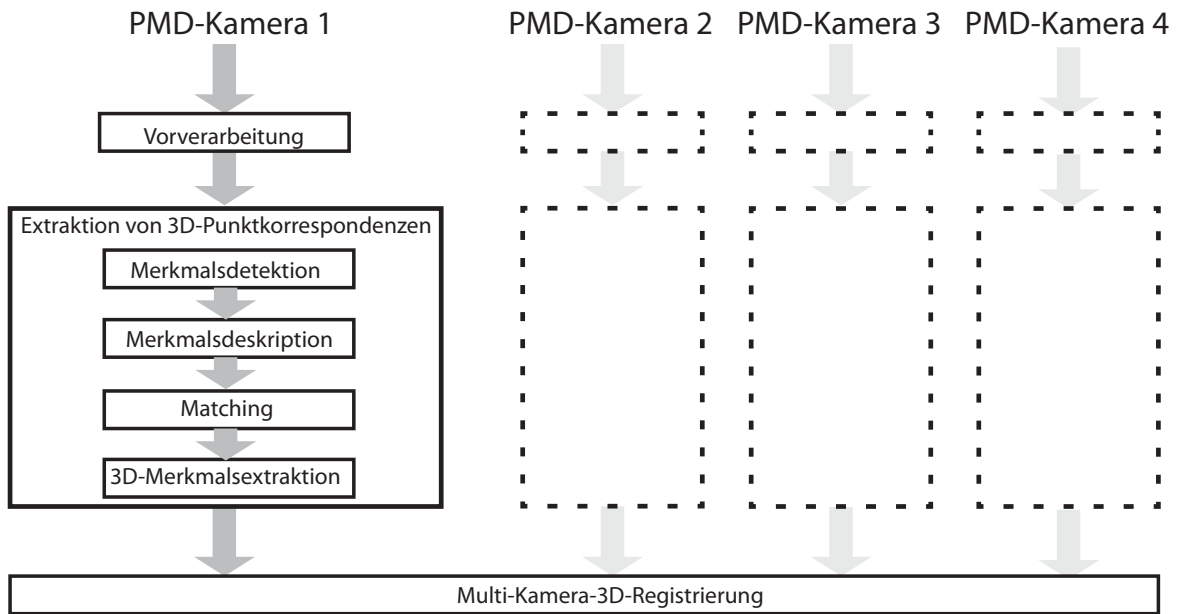 PMD-Kamera 1
PMD-Kamera 2
PMD-Kamera 3
PMD-Kamera 4
Vorverarbeitung
Extraktion von 3D-Punktkorrespondenzen
Merkmalsdetektion
Merkmalsdeskription
Matching
3D-Merkmalsextraktion
Multi-Kamera-3D-Registrierung